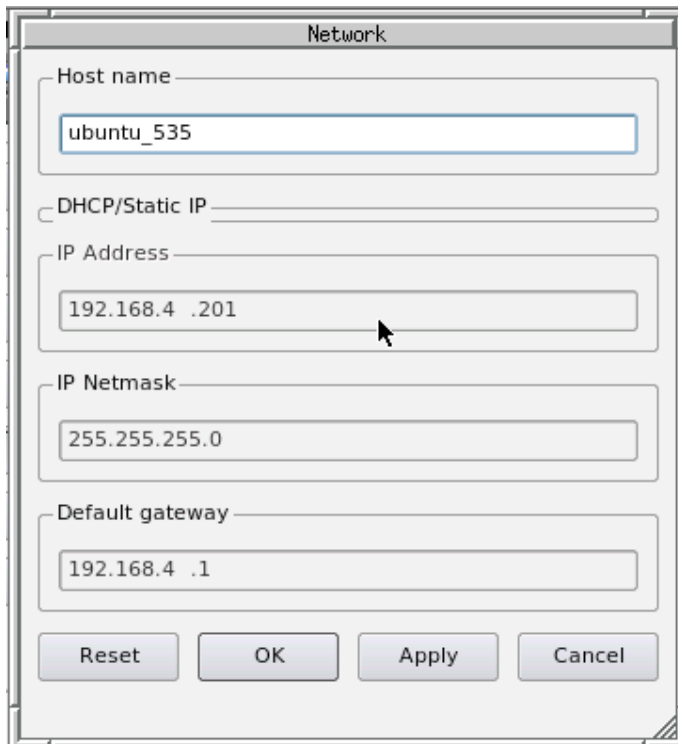 Network
Host name
ubuntu_535
DHCP/Static IP
IP Address
192.168.4  .201
IP Netmask
255.255.255.0
Default gateway
192.168.4  .1
Reset OK Apply Cancel